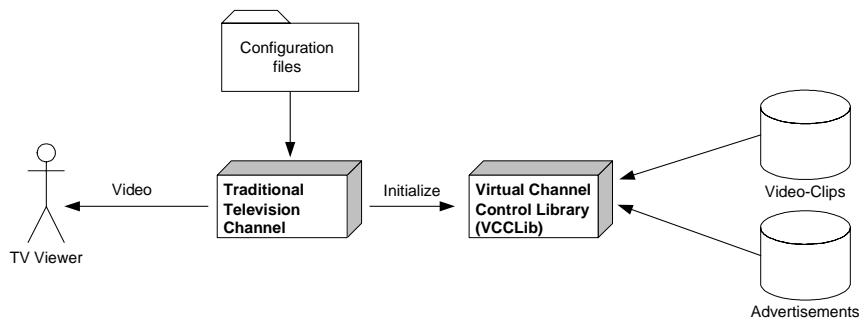 Configuration
files
Video
Traditional
Television
Channel
Initialize
Virtual Channel
Control Library
(VCCLib)
Video-Clips
TV Viewer
Advertisements